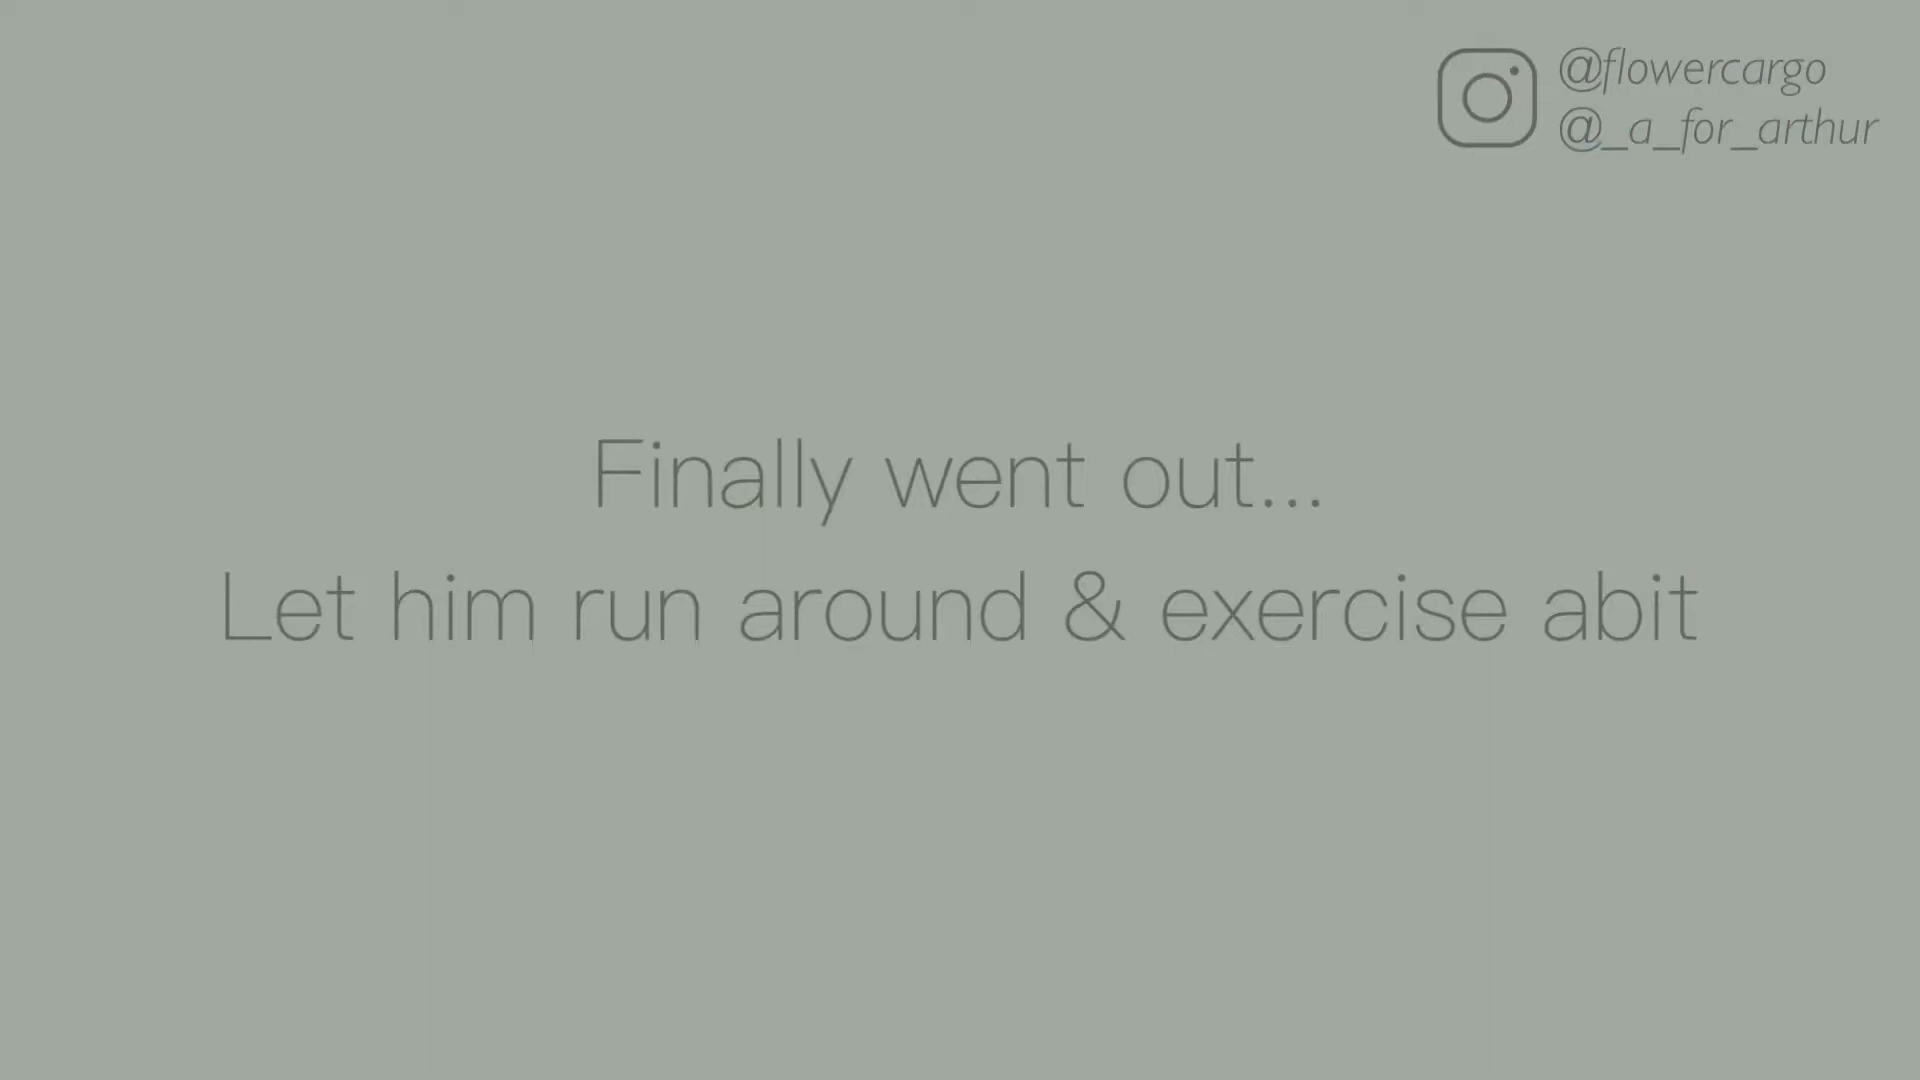 @flowercargo
@_a_for_arthur
Finally went out...
Let him run around & exercise abit